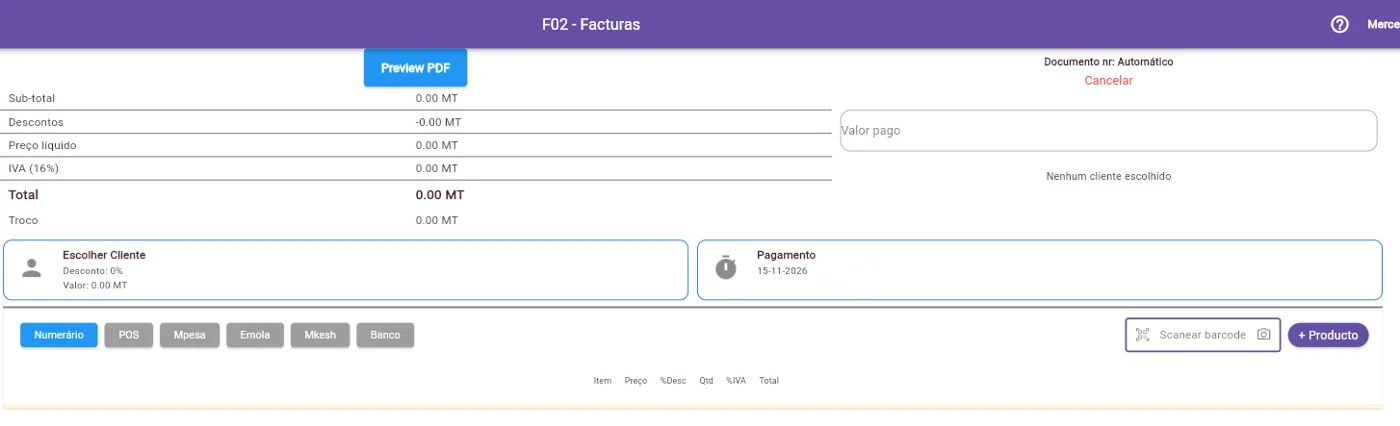 F02 - Facturas
Merce
Preview PDF
Documento nr: Automático
Cancelar
Sub-total 0.00 MT
Descontos -0.00 MT
Valor pago
Preço líquido 0.00 MT
IVA (16%) 0.00 MT
Nenhum cliente escolhido
Total 0.00 MT
Troco 0.00 MT
Escolher Cliente
Desconto: 0%
Valor: 0.00 MT
Pagamento
15-11-2026
Numerário POS Mpesa Emola Mkesh Banco
Scanear barcode
+ Producto
Item Preço %Desc Qtd %IVA Total